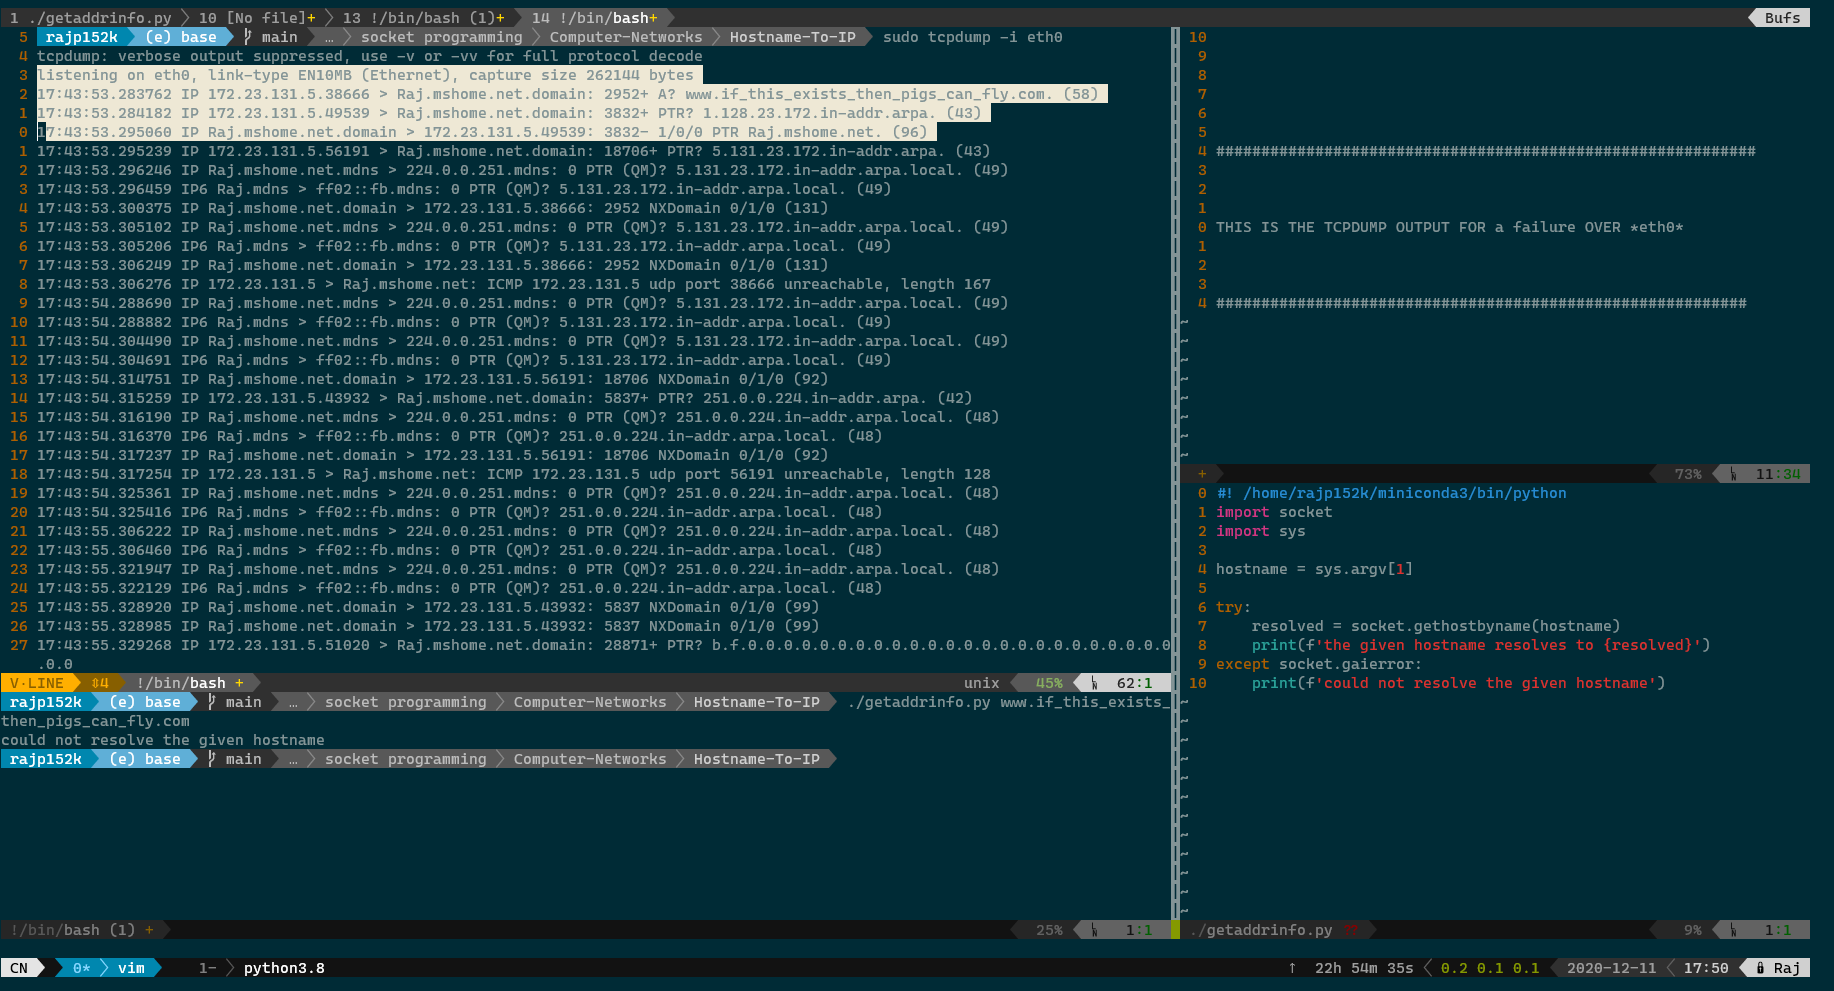 1 ./getaddrinfo.py 10 [No file]+ 13 !/bin/bash (1)+ 14 !/bin/bash+ Bufs
5 rajp152k (e) base main … socket programming Computer-Networks Hostname-To-IP sudo tcpdump -i eth0
4 tcpdump: verbose output suppressed, use -v or -vv for full protocol decode
3 listening on eth0, link-type EN10MB (Ethernet), capture size 262144 bytes
2 17:43:53.283762 IP 172.23.131.5.38666 > Raj.mshome.net.domain: 2952+ A? www.if_this_exists_then_pigs_can_fly.com. (58)
1 17:43:53.284182 IP 172.23.131.5.49539 > Raj.mshome.net.domain: 3832+ PTR? 1.128.23.172.in-addr.arpa. (43)
0 17:43:53.295060 IP Raj.mshome.net.domain > 172.23.131.5.49539: 3832- 1/0/0 PTR Raj.mshome.net. (96)
1 17:43:53.295239 IP 172.23.131.5.56191 > Raj.mshome.net.domain: 18706+ PTR? 5.131.23.172.in-addr.arpa. (43)
2 17:43:53.296246 IP Raj.mshome.net.mdns > 224.0.0.251.mdns: 0 PTR (QM)? 5.131.23.172.in-addr.arpa.local. (49)
3 17:43:53.296459 IP6 Raj.mdns > ff02::fb.mdns: 0 PTR (QM)? 5.131.23.172.in-addr.arpa.local. (49)
4 17:43:53.300375 IP Raj.mshome.net.domain > 172.23.131.5.38666: 2952 NXDomain 0/1/0 (131)
5 17:43:53.305102 IP Raj.mshome.net.mdns > 224.0.0.251.mdns: 0 PTR (QM)? 5.131.23.172.in-addr.arpa.local. (49)
6 17:43:53.305206 IP6 Raj.mdns > ff02::fb.mdns: 0 PTR (QM)? 5.131.23.172.in-addr.arpa.local. (49)
7 17:43:53.306249 IP Raj.mshome.net.domain > 172.23.131.5.38666: 2952 NXDomain 0/1/0 (131)
8 17:43:53.306276 IP 172.23.131.5 > Raj.mshome.net: ICMP 172.23.131.5 udp port 38666 unreachable, length 167
9 17:43:54.288690 IP Raj.mshome.net.mdns > 224.0.0.251.mdns: 0 PTR (QM)? 5.131.23.172.in-addr.arpa.local. (49)
10 17:43:54.288882 IP6 Raj.mdns > ff02::fb.mdns: 0 PTR (QM)? 5.131.23.172.in-addr.arpa.local. (49)
11 17:43:54.304490 IP Raj.mshome.net.mdns > 224.0.0.251.mdns: 0 PTR (QM)? 5.131.23.172.in-addr.arpa.local. (49)
12 17:43:54.304691 IP6 Raj.mdns > ff02::fb.mdns: 0 PTR (QM)? 5.131.23.172.in-addr.arpa.local. (49)
13 17:43:54.314751 IP Raj.mshome.net.domain > 172.23.131.5.56191: 18706 NXDomain 0/1/0 (92)
14 17:43:54.315259 IP 172.23.131.5.43932 > Raj.mshome.net.domain: 5837+ PTR? 251.0.0.224.in-addr.arpa. (42)
15 17:43:54.316190 IP Raj.mshome.net.mdns > 224.0.0.251.mdns: 0 PTR (QM)? 251.0.0.224.in-addr.arpa.local. (48)
16 17:43:54.316370 IP6 Raj.mdns > ff02::fb.mdns: 0 PTR (QM)? 251.0.0.224.in-addr.arpa.local. (48)
17 17:43:54.317237 IP Raj.mshome.net.domain > 172.23.131.5.56191: 18706 NXDomain 0/1/0 (92)
18 17:43:54.317254 IP 172.23.131.5 > Raj.mshome.net: ICMP 172.23.131.5 udp port 56191 unreachable, length 128
19 17:43:54.325361 IP Raj.mshome.net.mdns > 224.0.0.251.mdns: 0 PTR (QM)? 251.0.0.224.in-addr.arpa.local. (48)
20 17:43:54.325416 IP6 Raj.mdns > ff02::fb.mdns: 0 PTR (QM)? 251.0.0.224.in-addr.arpa.local. (48)
21 17:43:55.306222 IP Raj.mshome.net.mdns > 224.0.0.251.mdns: 0 PTR (QM)? 251.0.0.224.in-addr.arpa.local. (48)
22 17:43:55.306460 IP6 Raj.mdns > ff02::fb.mdns: 0 PTR (QM)? 251.0.0.224.in-addr.arpa.local. (48)
23 17:43:55.321947 IP Raj.mshome.net.mdns > 224.0.0.251.mdns: 0 PTR (QM)? 251.0.0.224.in-addr.arpa.local. (48)
24 17:43:55.322129 IP6 Raj.mdns > ff02::fb.mdns: 0 PTR (QM)? 251.0.0.224.in-addr.arpa.local. (48)
25 17:43:55.328920 IP Raj.mshome.net.domain > 172.23.131.5.43932: 5837 NXDomain 0/1/0 (99)
26 17:43:55.328985 IP Raj.mshome.net.domain > 172.23.131.5.43932: 5837 NXDomain 0/1/0 (99)
27 17:43:55.329268 IP 172.23.131.5.51020 > Raj.mshome.net.domain: 28871+ PTR? b.f.0.0.0.0.0.0.0.0.0.0.0.0.0.0.0.0.0.0.0.0.0.0.0.0
.0.0
V·LINE ⇕4 !/bin/bash + unix 45% 62:1
rajp152k (e) base main … socket programming Computer-Networks Hostname-To-IP ./getaddrinfo.py www.if_this_exists_
then_pigs_can_fly.com
could not resolve the given hostname
rajp152k (e) base main … socket programming Computer-Networks Hostname-To-IP
!/bin/bash (1) + 25% 1:1
10
9
8
7
6
5
4 ############################################################
3
2
1
0 THIS IS THE TCPDUMP OUTPUT FOR a failure OVER *eth0*
1
2
3
4 ###########################################################
~
~
~
~
~
~
~
~
+ 73% 11:34
0 #! /home/rajp152k/miniconda3/bin/python
1 import socket
2 import sys
3
4 hostname = sys.argv[1]
5
6 try:
7 resolved = socket.gethostbyname(hostname)
8 print(f'the given hostname resolves to {resolved}')
9 except socket.gaierror:
10 print(f'could not resolve the given hostname')
~
~
~
~
~
~
~
~
~
~
~
~
./getaddrinfo.py ?? 9% 1:1
CN 0* vim 1- python3.8 ↑ 22h 54m 35s 0.2 0.1 0.1 2020-12-11 17:50 Raj